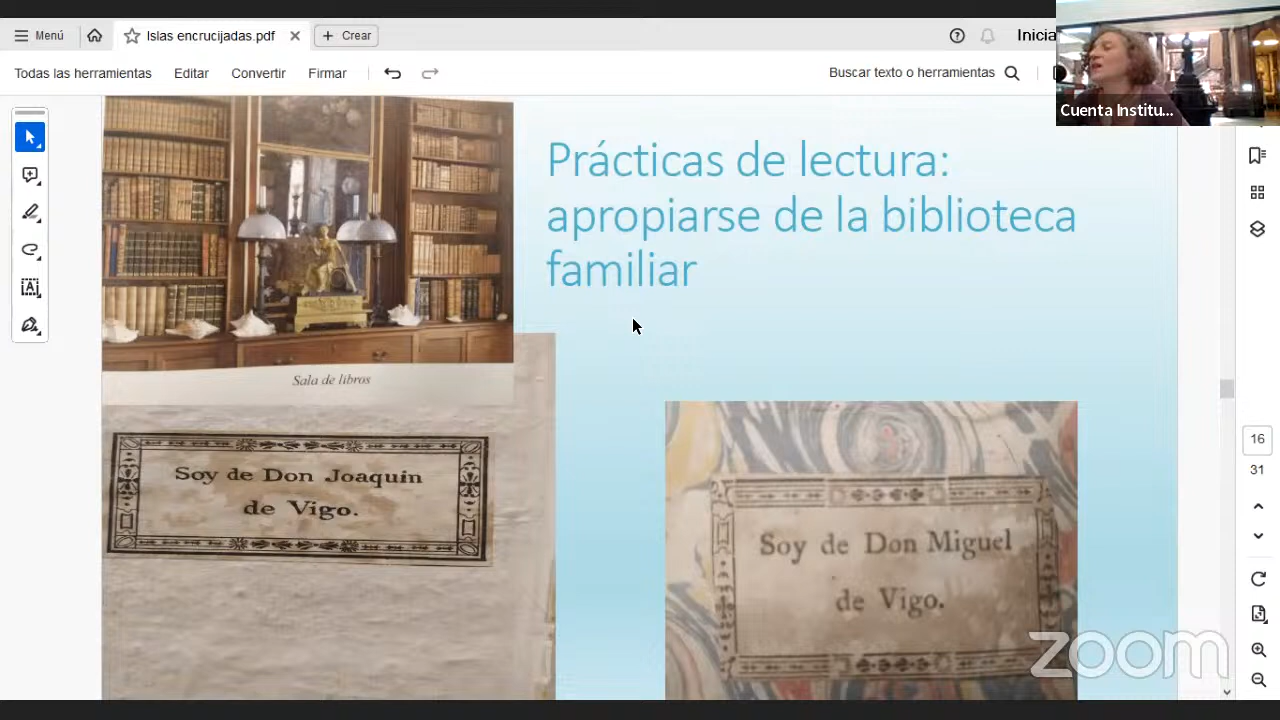 Menú
Islas encrucijadas.pdf
Crear
Inicia
Todas las herramientas
Editar
Convertir
Firmar
Buscar texto o herramientas
Cuenta Institu...
Prácticas de lectura:
apropiarse de la biblioteca
familiar
Sala de libros
Soy de Don Joaquin
de Vigo.
Soy de Don Miguel
de Vigo.
16
31
zoom